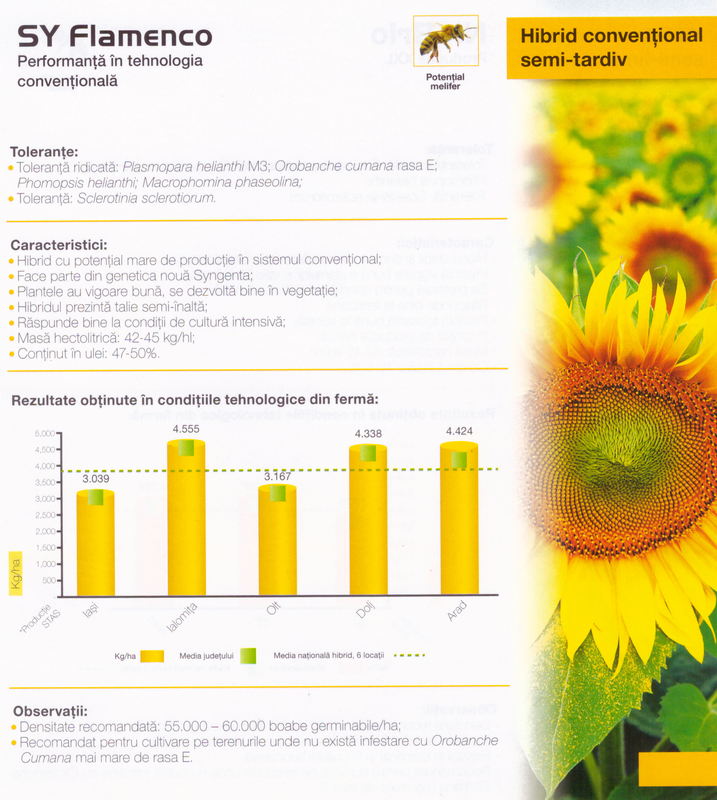 SY Flamenco
Performanță în tehnologia
convențională
Potențial
melifer
Hibrid convențional
semi-tardiv
Toleranțe:
Toleranță ridicată: Plasmopara helianthi M3; Orobanche cumana rasa E;
Phomopsis helianthi; Macrophomina phaseolina;
Toleranță: Sclerotinia sclerotiorum.
Caracteristici:
Hibrid cu potențial mare de producție în sistemul convențional;
Face parte din genetica nouă Syngenta;
Plantele au vigoare bună, se dezvoltă bine în vegetație;
Hibridul prezintă talie semi-înaltă;
Răspunde bine la condiții de cultură intensivă;
Masă hectolitrică: 42-45 kg/hl;
Conținut în ulei: 47-50%.
Rezultate obținute în condițiile tehnologice din fermă:
5,000
4,500
4,000
3,500
3,000
2,500
2,000
1,500
1,000
500
Kg/ha
3.039
4.555
3.167
4.338
4.424
*Producție
STAS
Iași
Ialomița
Olt
Dolj
Arad
Kg/ha
Media județului
Media națională hibrid, 6 locații
Observații:
Densitate recomandată: 55.000 – 60.000 boabe germinabile/ha;
Recomandat pentru cultivare pe terenurile unde nu există infestare cu Orobanche
Cumana mai mare de rasa E.